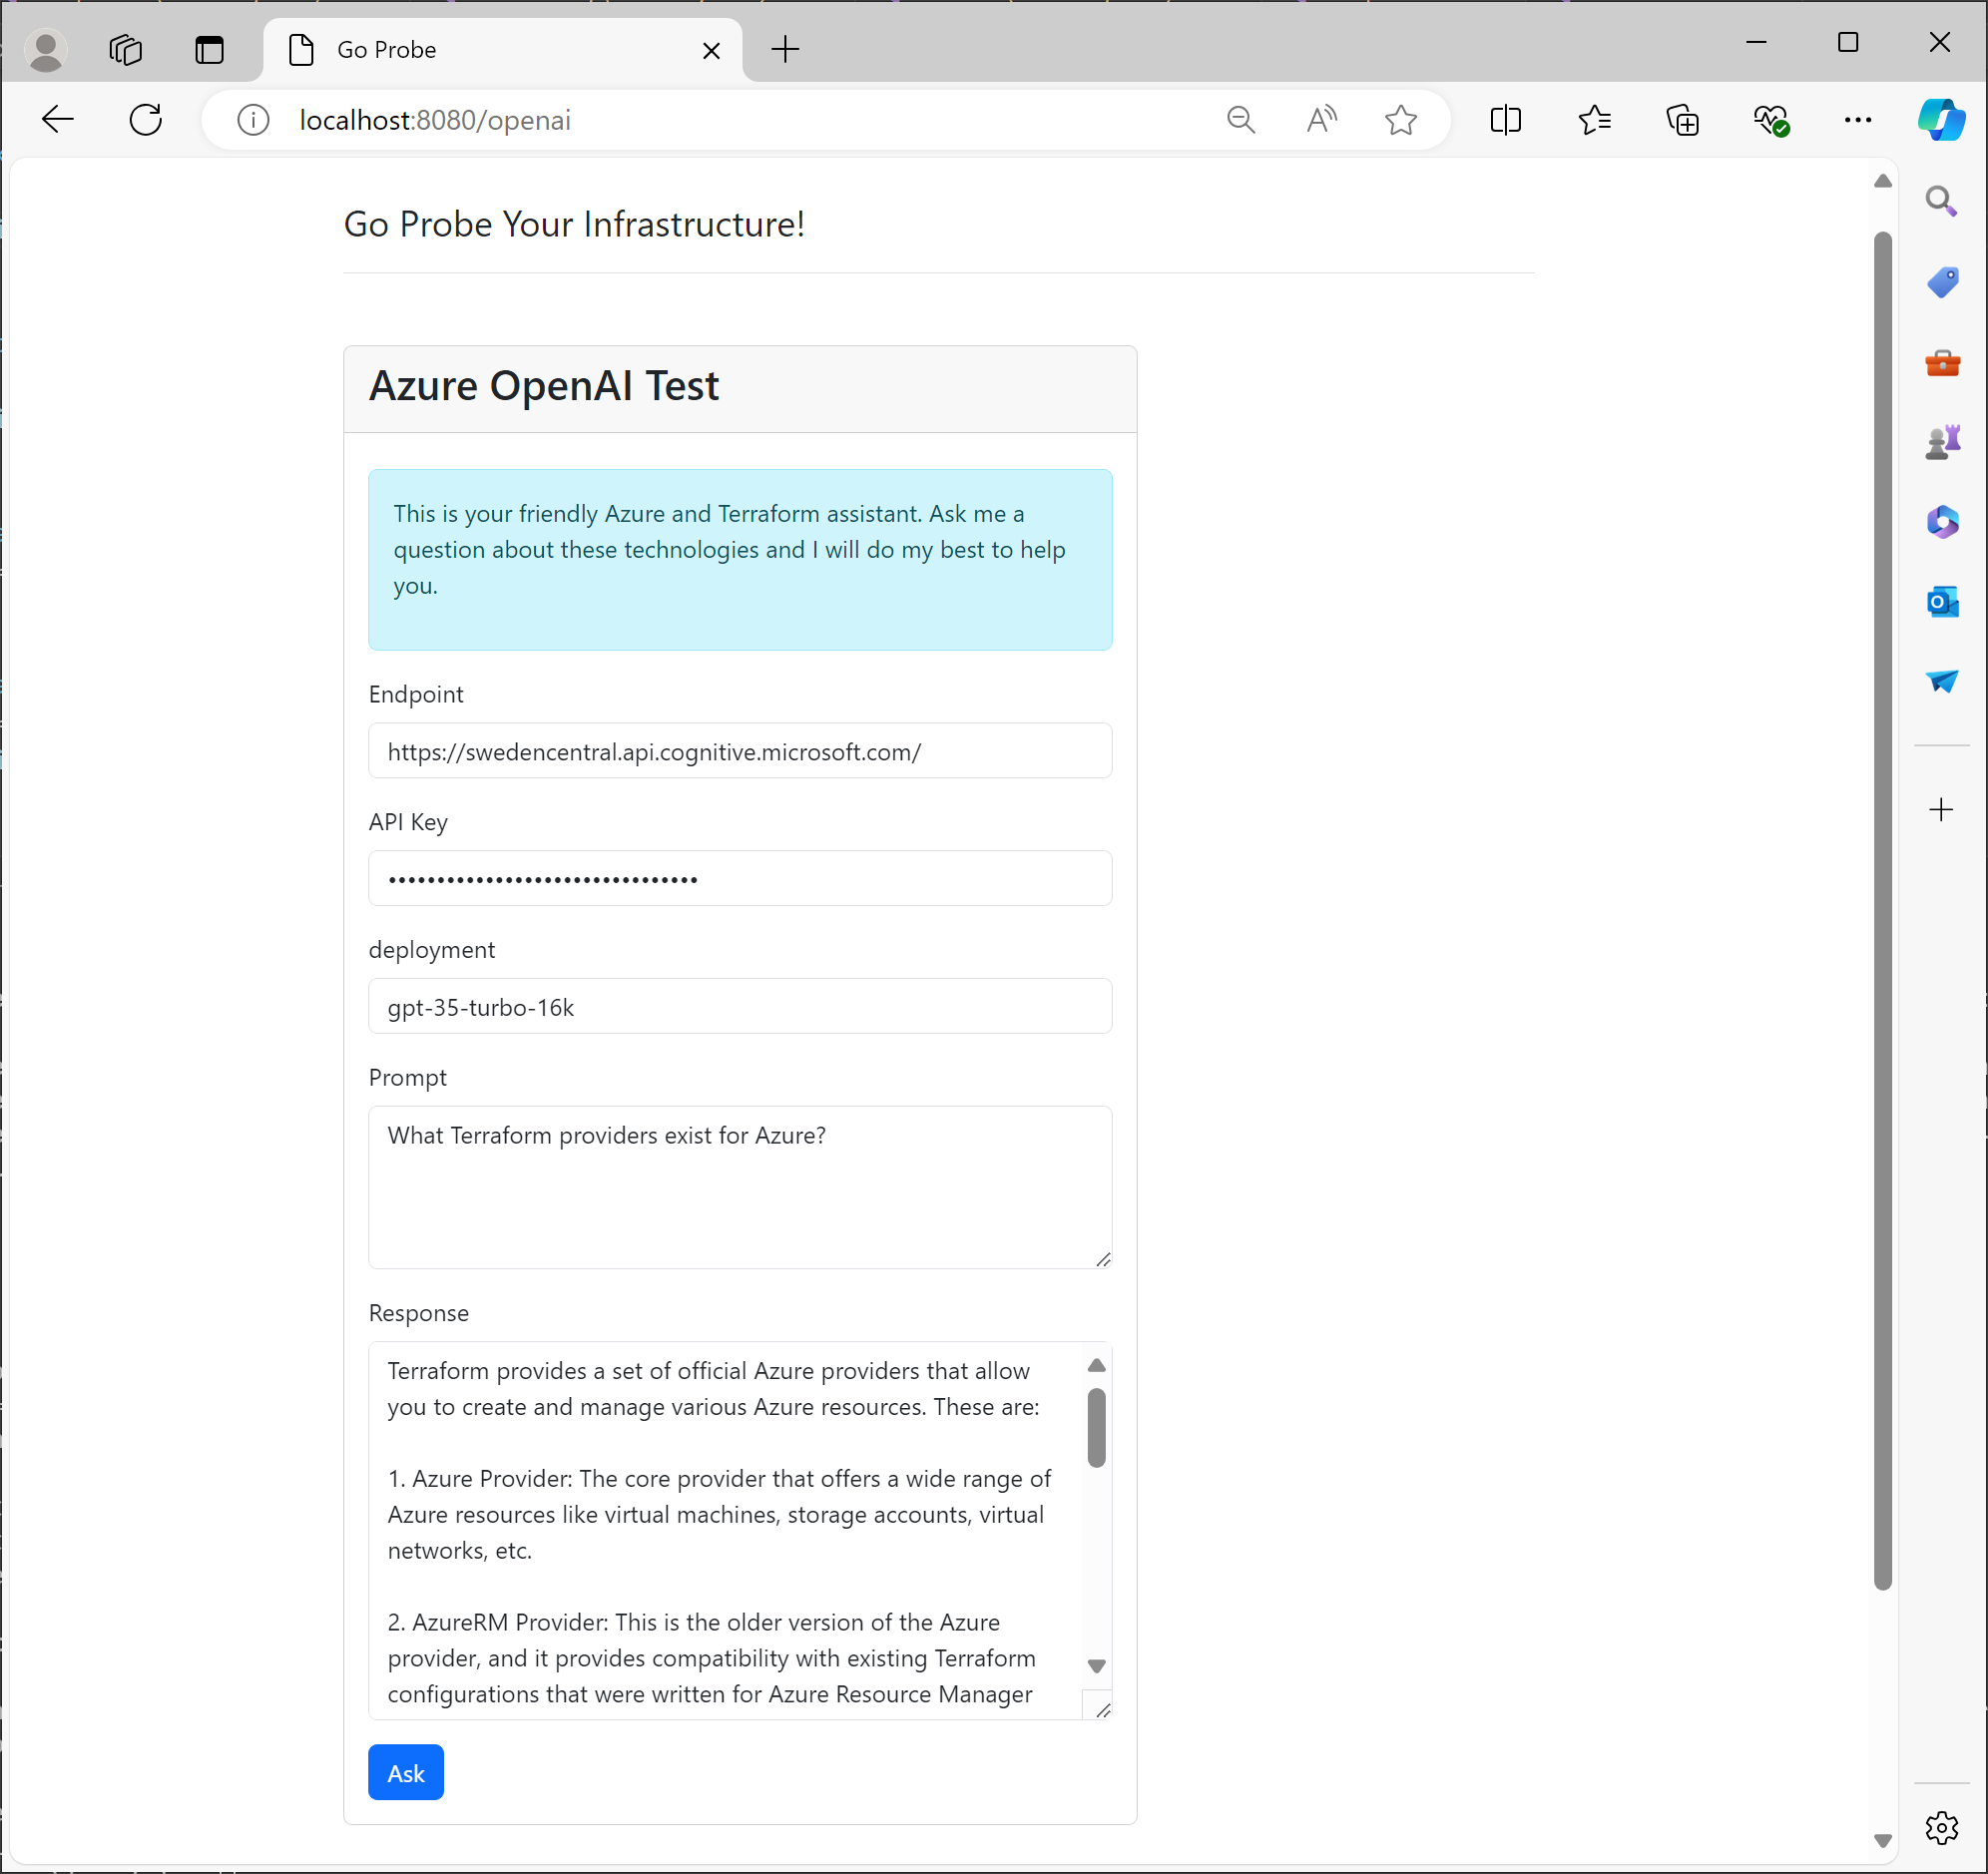 Go Probe
localhost:8080/openai
Go Probe Your Infrastructure!
Azure OpenAI Test
This is your friendly Azure and Terraform assistant. Ask me a
question about these technologies and I will do my best to help
you.
Endpoint
https://swedencentral.api.cognitive.microsoft.com/
API Key
••••••••••••••••••••••••••••••••
deployment
gpt-35-turbo-16k
Prompt
What Terraform providers exist for Azure?
Response
Terraform provides a set of official Azure providers that allow
you to create and manage various Azure resources. These are:
1. Azure Provider: The core provider that offers a wide range of
Azure resources like virtual machines, storage accounts, virtual
networks, etc.
2. AzureRM Provider: This is the older version of the Azure
provider, and it provides compatibility with existing Terraform
configurations that were written for Azure Resource Manager
Ask